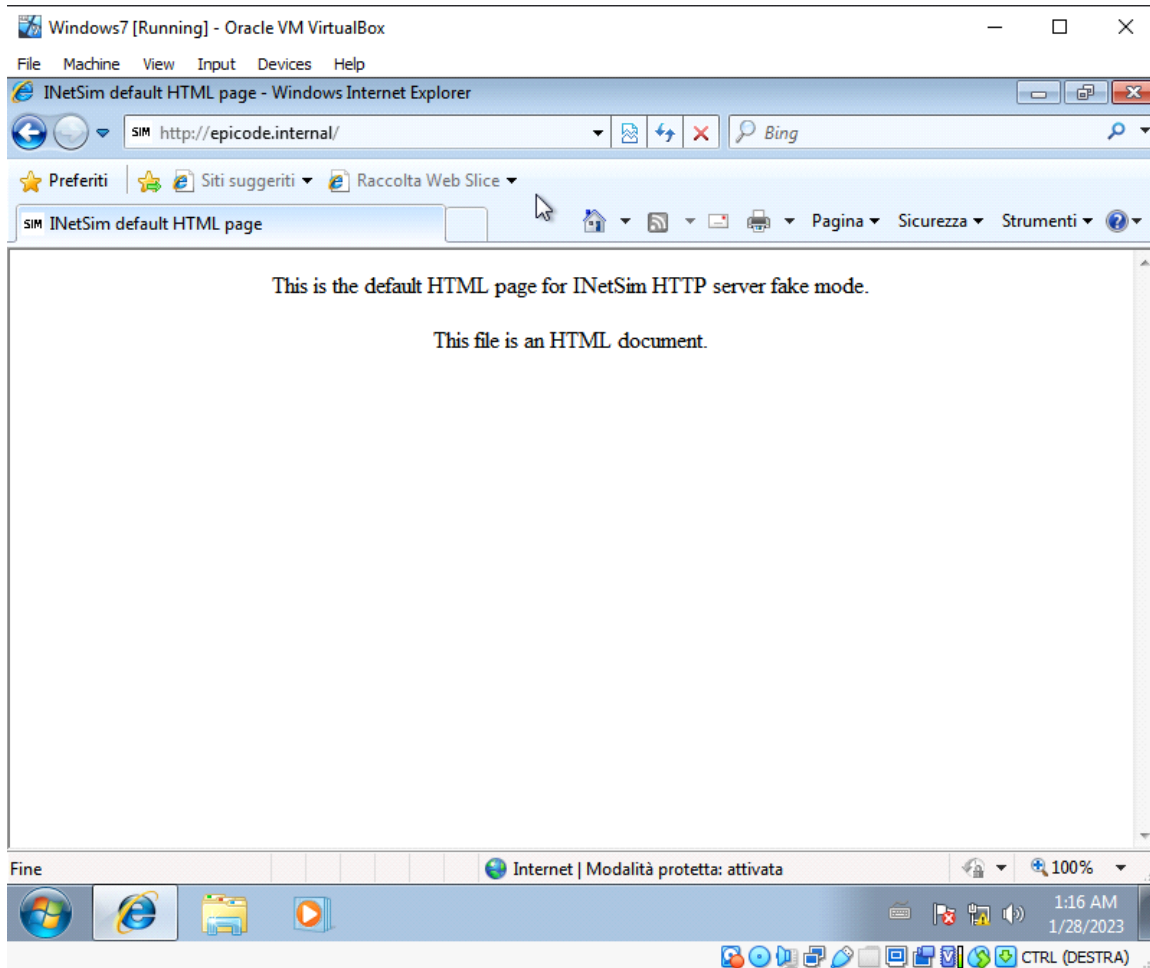 Windows7 [Running] - Oracle VM VirtualBox
File Machine View Input Devices Help
INetSim default HTML page - Windows Internet Explorer
SIM http://epicode.internal/ Bing
Preferiti Siti suggeriti Raccolta Web Slice
SIM INetSim default HTML page Pagina Sicurezza Strumenti
This is the default HTML page for INetSim HTTP server fake mode.
This file is an HTML document.
Fine Internet | Modalità protetta: attivata 100%
1:16 AM
1/28/2023
CTRL (DESTRA)